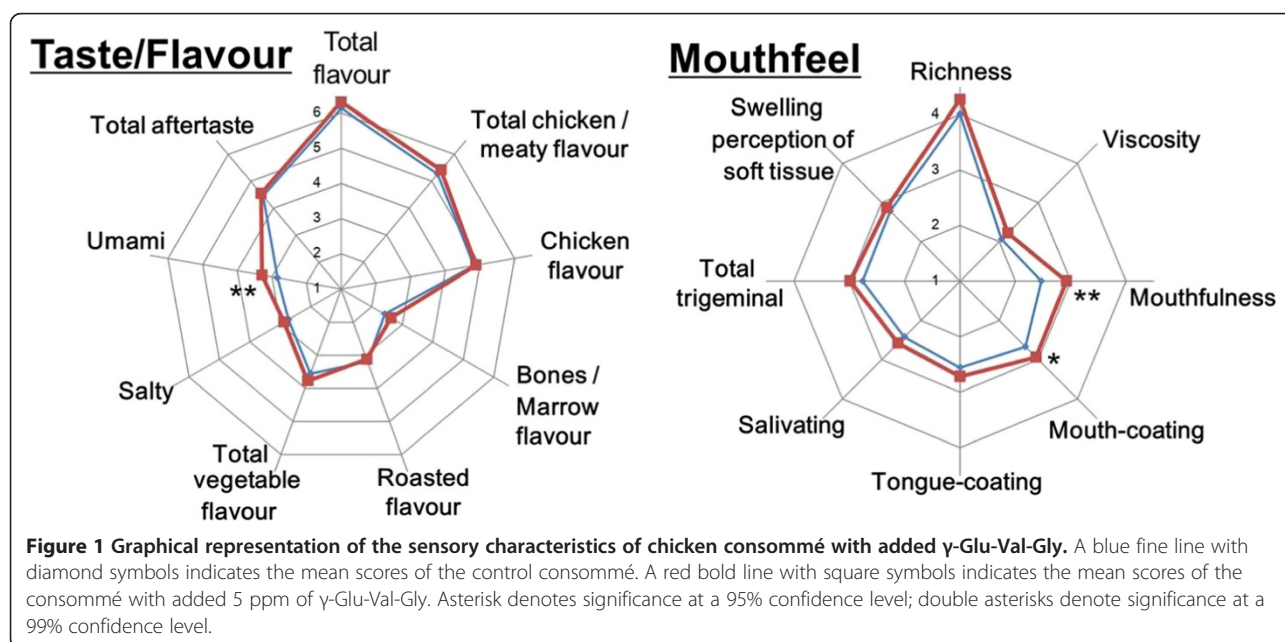 Taste/Flavour
Total
flavour
Total chicken /
meaty flavour
Chicken
flavour
Bones /
Marrow
flavour
Roasted
flavour
Total
vegetable
flavour
Salty
Umami
**
Total aftertaste
6
5
4
3
2
1
Mouthfeel
Richness
Viscosity
Mouthfulness
**
Mouth-coating
*
Tongue-coating
Salivating
Total
trigeminal
Swelling
perception of
soft tissue
4
3
2
1
Figure 1 Graphical representation of the sensory characteristics of chicken consommé with added γ-Glu-Val-Gly. A blue fine line with
diamond symbols indicates the mean scores of the control consommé. A red bold line with square symbols indicates the mean scores of the
consommé with added 5 ppm of γ-Glu-Val-Gly. Asterisk denotes significance at a 95% confidence level; double asterisks denote significance at a
99% confidence level.